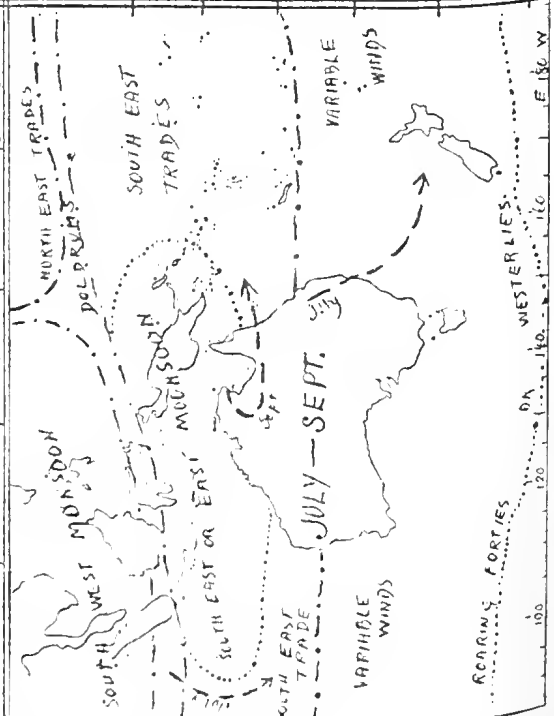 NORTH EAST TRADES
DOLDRUMS
SOUTH EAST
TRADES
VARIABLE
WINDS
SOUTH WEST MONSOON
SOUTH EAST OR EAST MONSOON
JULY — SEPT.
July
OUTH EAST
TRADE
VARIABLE
WINDS
ROARING FORTIES OR WESTERLIES
100 120 140 160 E 180 W